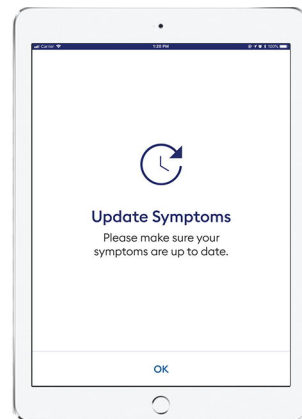 Carrier 1:20 PM 100%
Update Symptoms
Please make sure your
symptoms are up to date.
OK